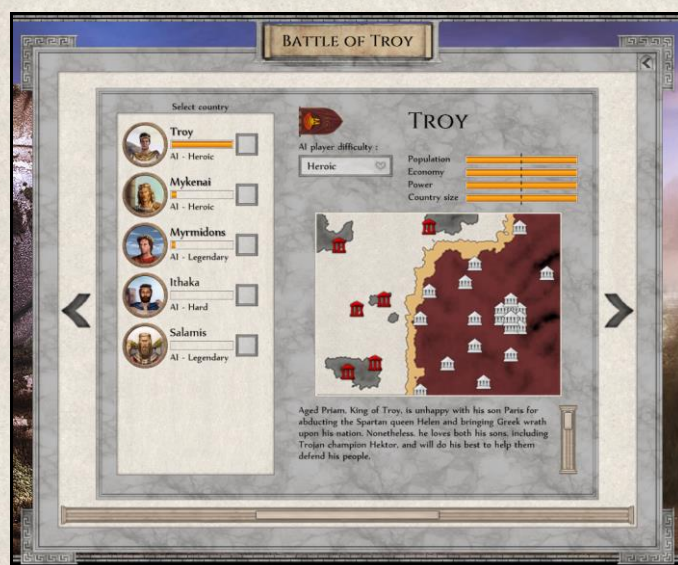 BATTLE OF TROY
Select country
Troy
AI - Heroic
Mykenai
AI - Heroic
Myrmidons
AI - Legendary
Ithaka
AI - Hard
Salamis
AI - Legendary
TROY
AI player difficulty :
Heroic
Population
Economy
Power
Country size
Aged Priam, King of Troy, is unhappy with his son Paris for
abducting the Spartan queen Helen and bringing Greek wrath
upon his nation. Nonetheless, he loves both his sons, including
Trojan champion Hektor, and will do his best to help them
defend his people.